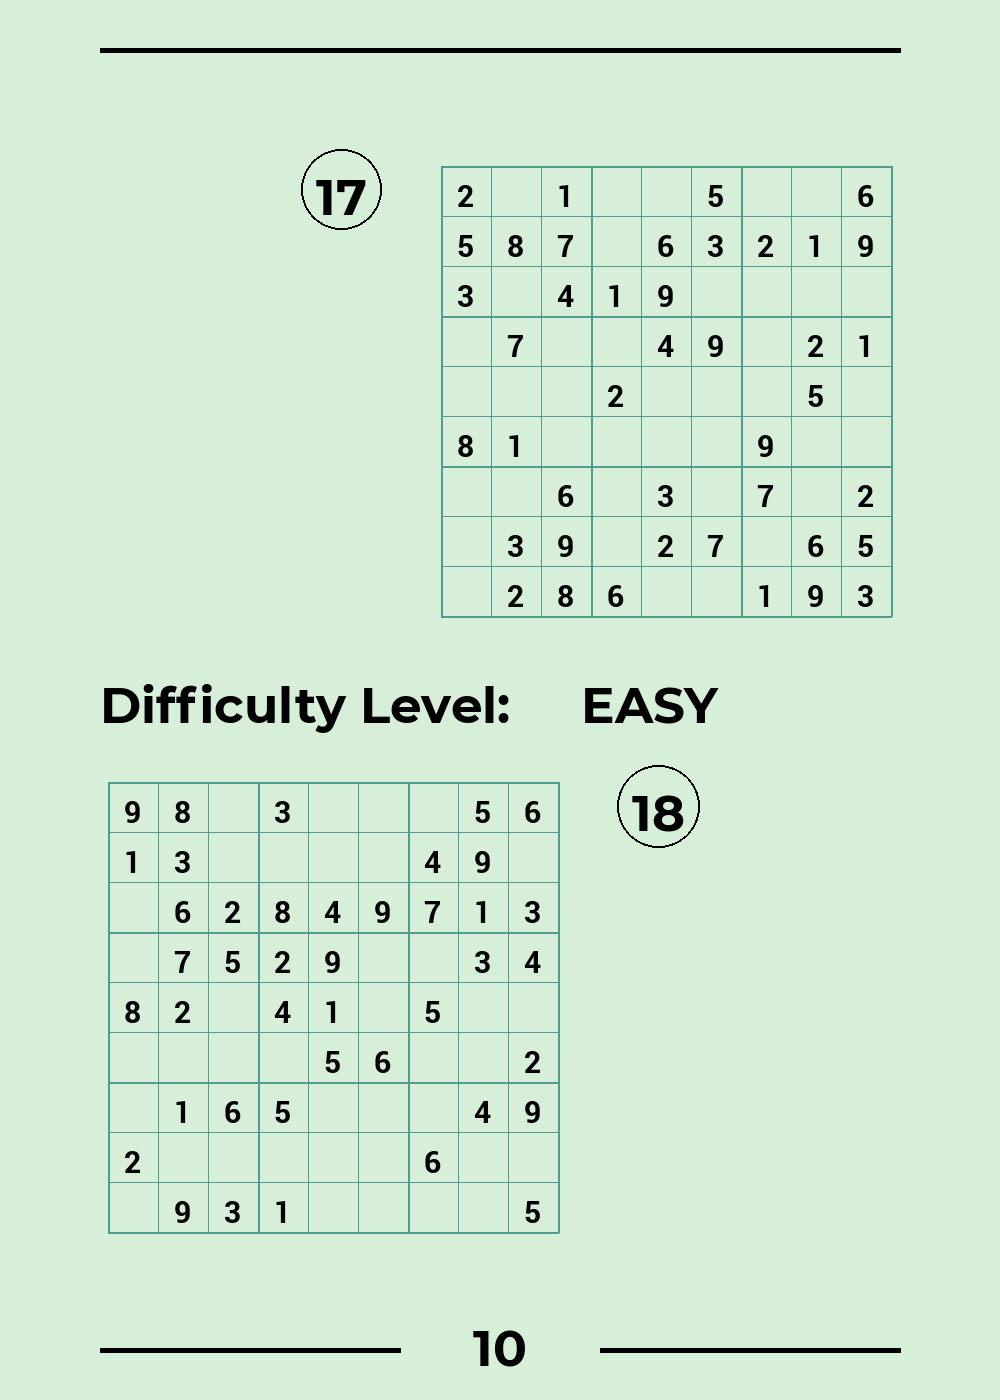 17
2 1 5 6
5 8 7 6 3 2 1 9
3 4 1 9
7 4 9 2 1
2 5
8 1 9
6 3 7 2
3 9 2 7 6 5
2 8 6 1 9 3
Difficulty Level: EASY
18
9 8 3 5 6
1 3 4 9
6 2 8 4 9 7 1 3
7 5 2 9 3 4
8 2 4 1 5
5 6 2
1 6 5 4 9
2 6
9 3 1 5
10